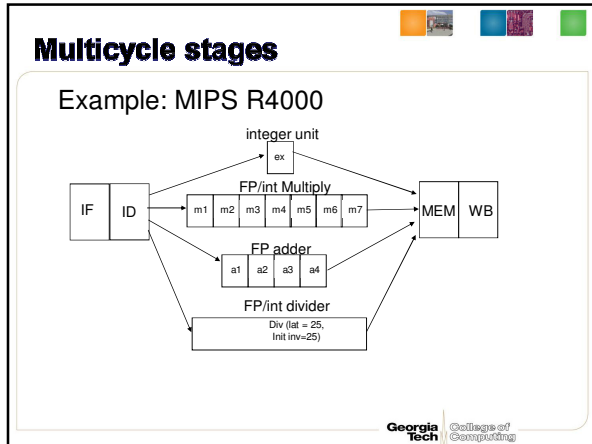 Multicycle stages
Example: MIPS R4000
integer unit
ex
FP/int Multiply
IF ID m1 m2 m3 m4 m5 m6 m7 MEM WB
FP adder
a1 a2 a3 a4
FP/int divider
Div (lat = 25,
Init inv=25)
Georgia College of
Tech Computing